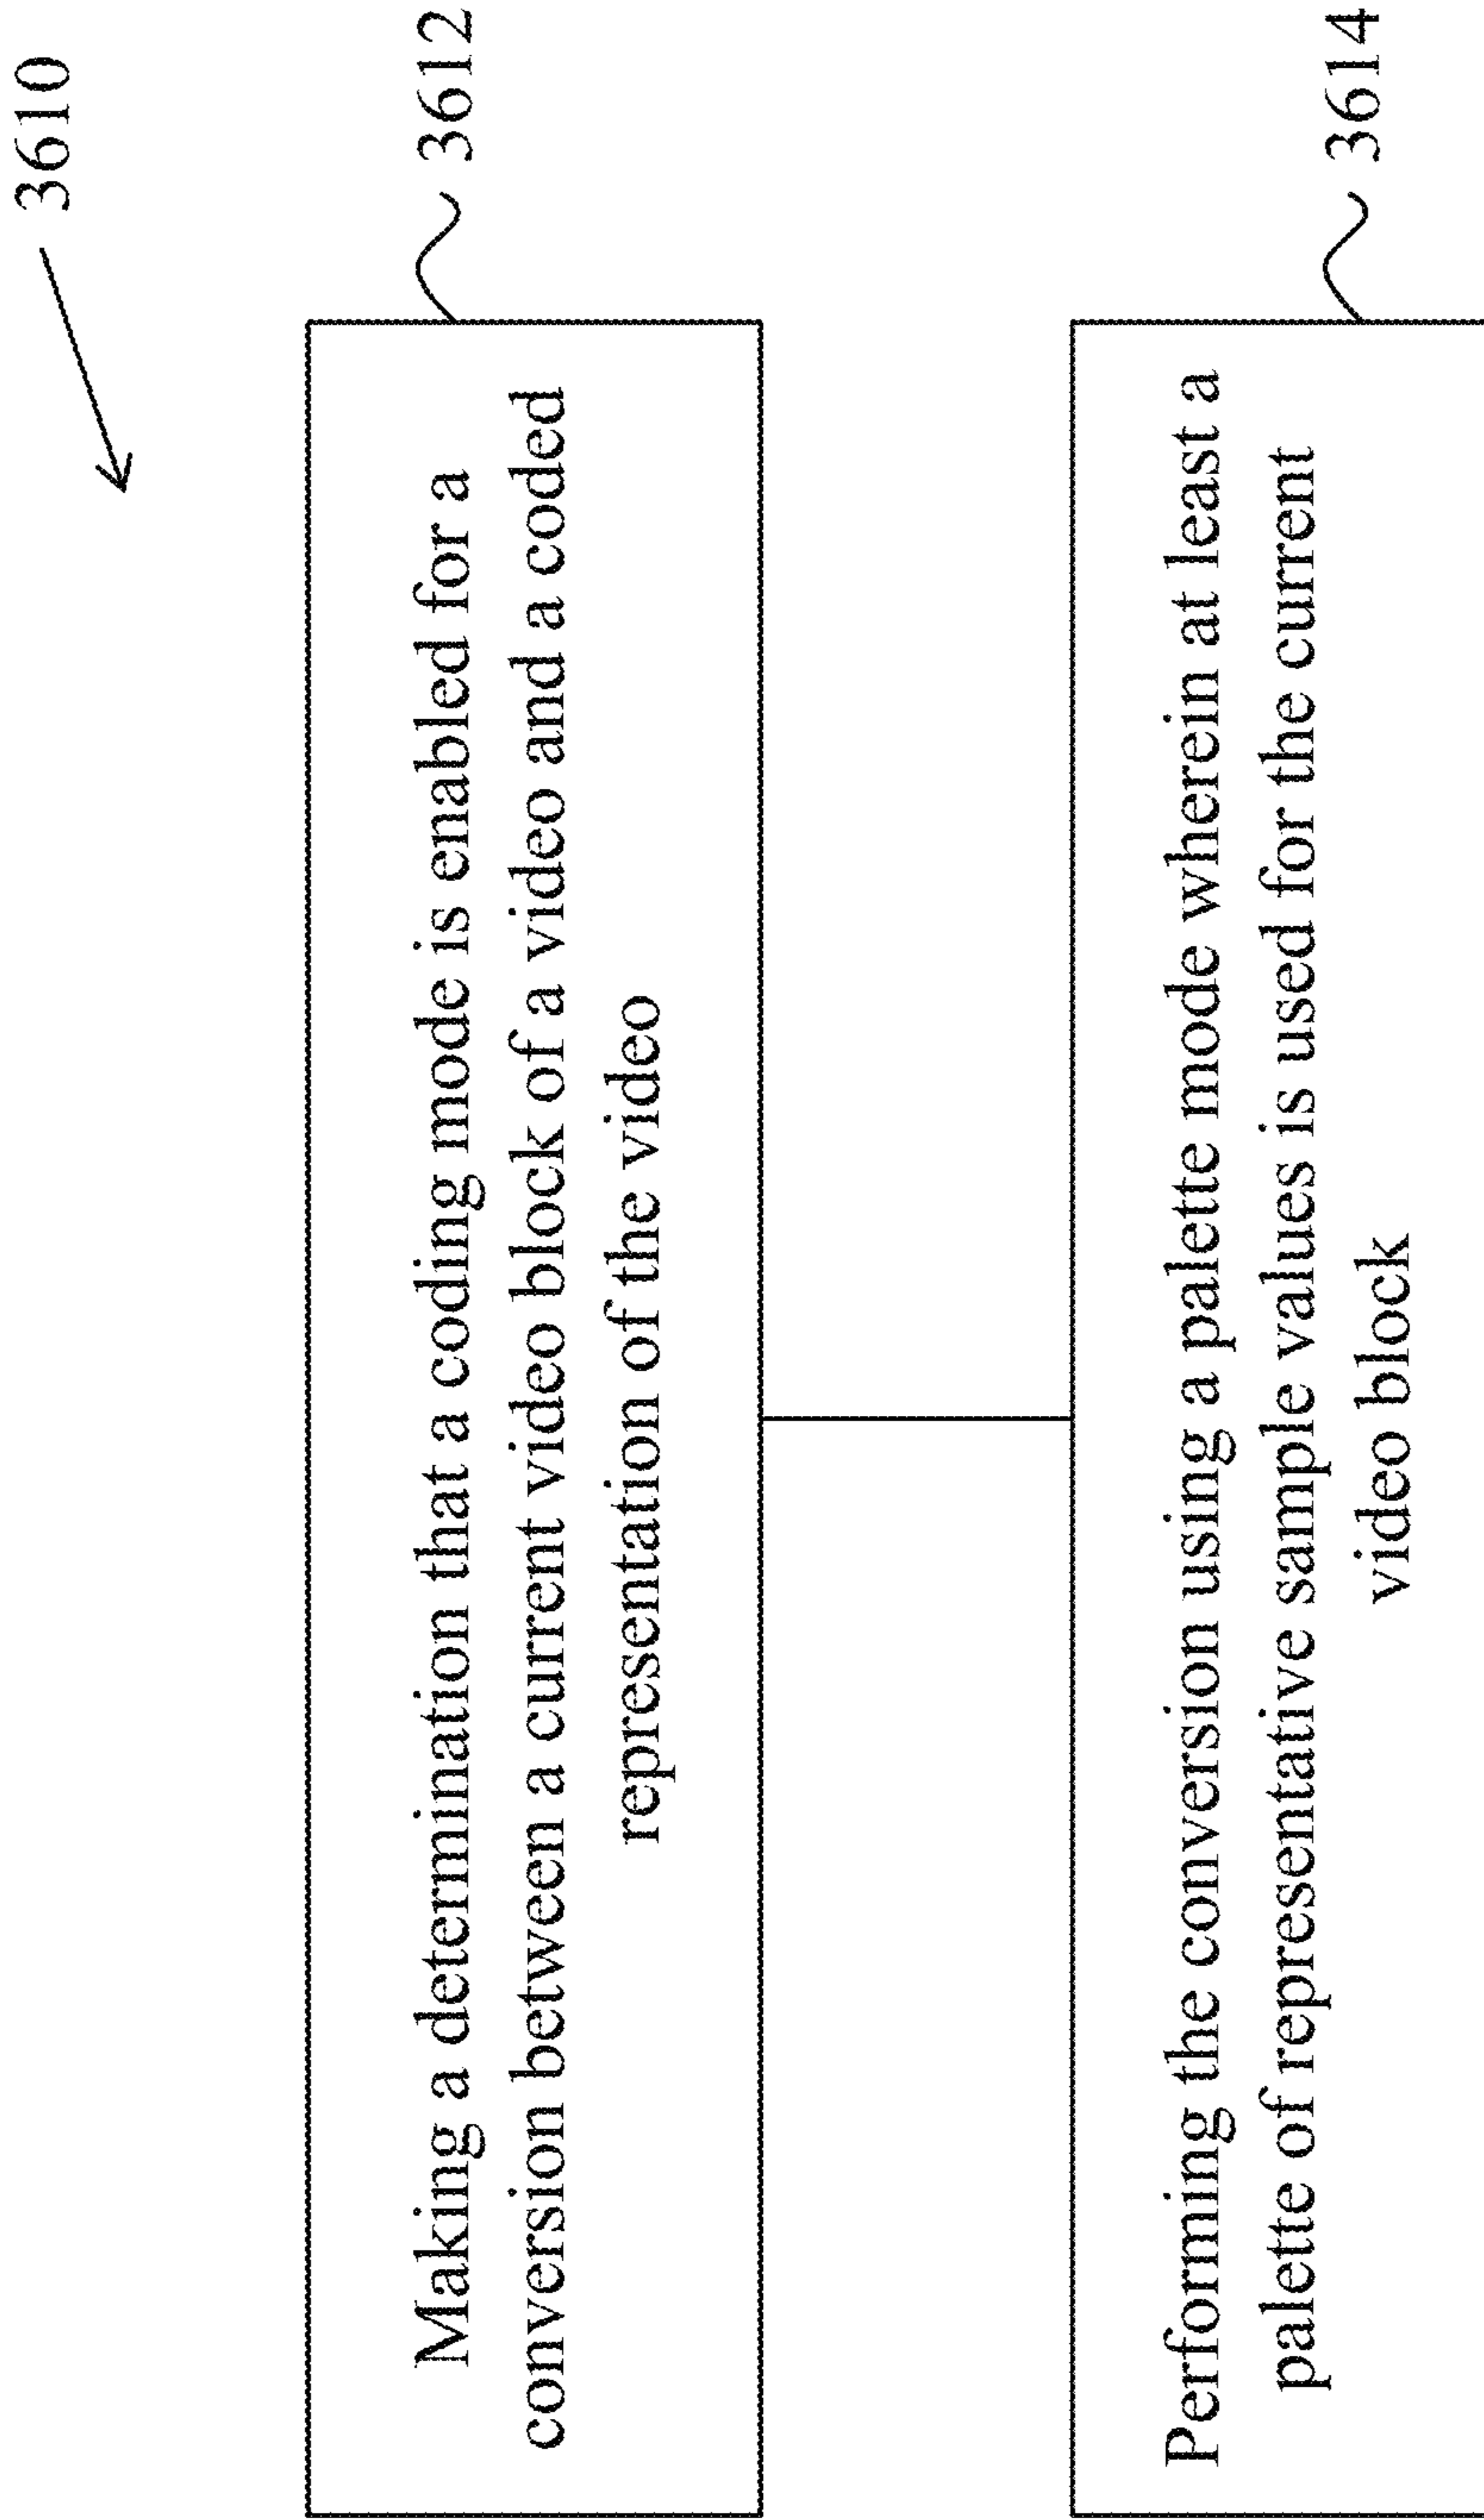 3610
Making a determination that a coding mode is enabled for a
conversion between a current video block of a video and a coded
representation of the video
3612
Performing the conversion using a palette mode wherein at least a
palette of representative sample values is used for the current
video block
3614